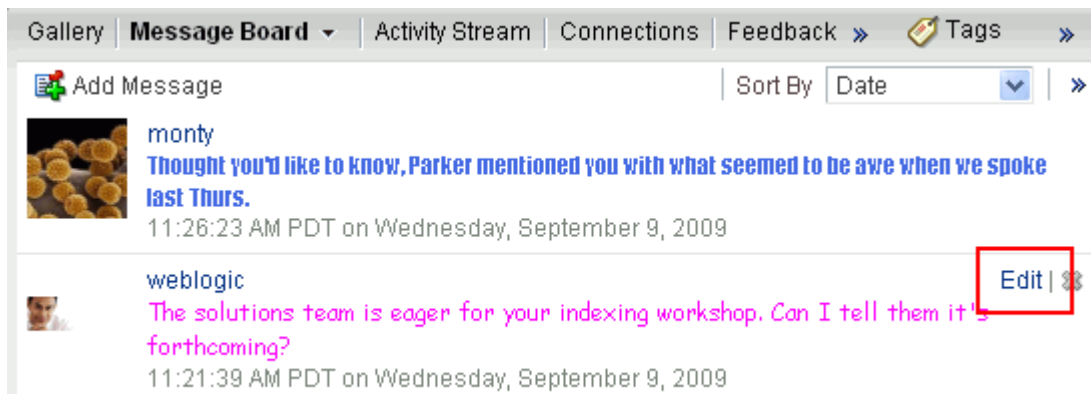 Gallery Message Board Activity Stream Connections Feedback » Tags »
Add Message Sort By Date »
monty
Thought you'd like to know, Parker mentioned you with what seemed to be awe when we spoke
last Thurs.
11:26:23 AM PDT on Wednesday, September 9, 2009
weblogic Edit |
The solutions team is eager for your indexing workshop. Can I tell them it's
forthcoming?
11:21:39 AM PDT on Wednesday, September 9, 2009